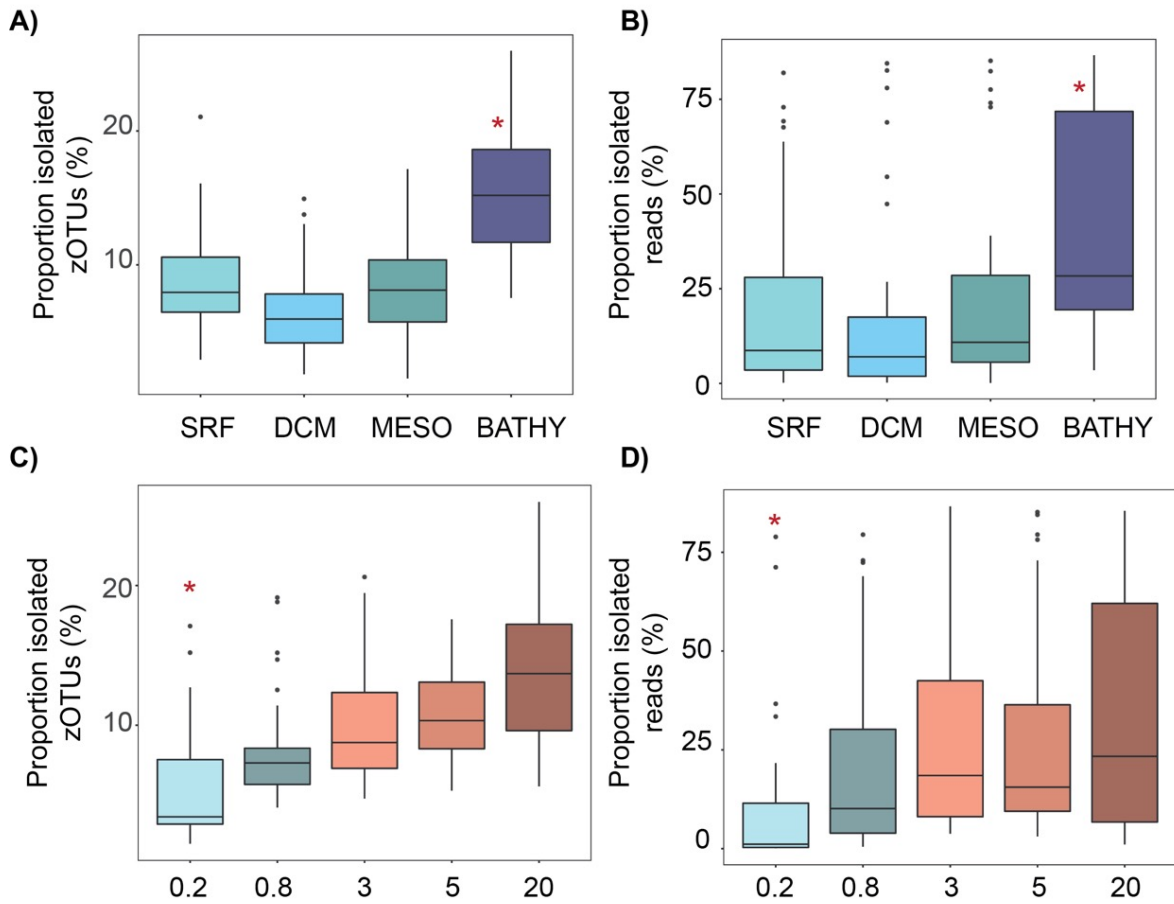 A)
Proportion isolated
zOTUs (%)
20
10
SRF DCM MESO BATHY
*
B)
Proportion isolated
reads (%)
75
50
25
0
SRF DCM MESO BATHY
*
C)
Proportion isolated
zOTUs (%)
20
10
0.2 0.8 3 5 20
*
D)
Proportion isolated
reads (%)
75
50
25
0
0.2 0.8 3 5 20
*